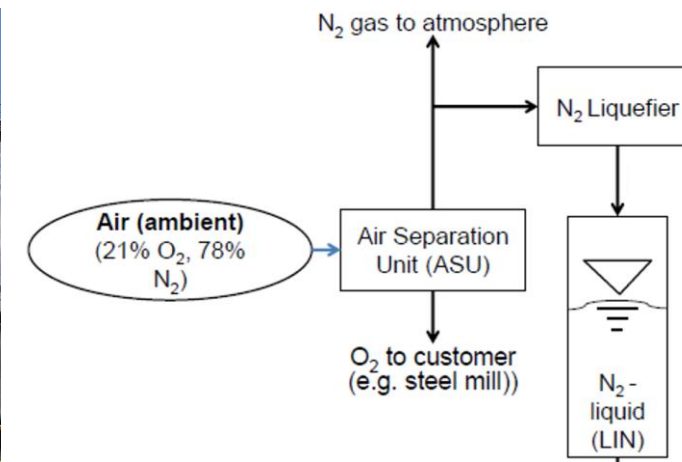 N₂ gas to atmosphere
N₂ Liquefier
Air (ambient)
(21% O₂, 78%
N₂)
Air Separation
Unit (ASU)
O₂ to customer
(e.g. steel mill))
N₂ -
liquid
(LIN)